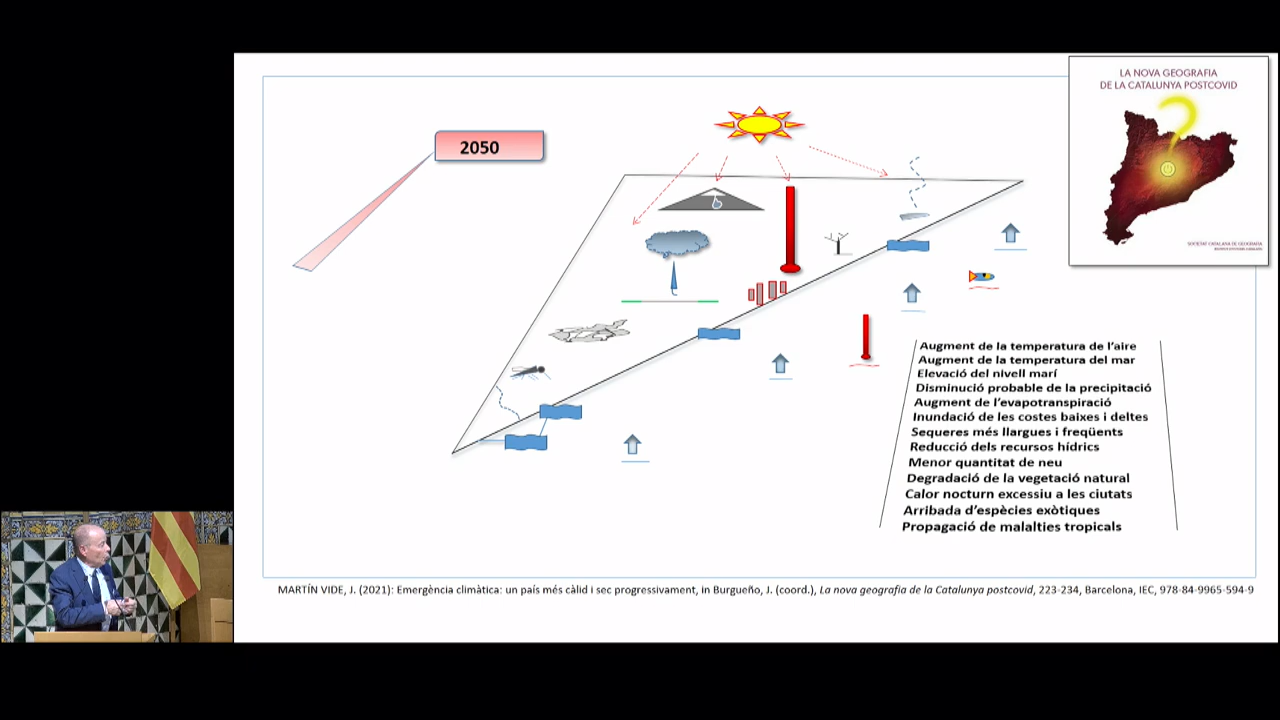 2050
LA NOVA GEOGRAFIA
DE LA CATALUNYA POSTCOVID
SOCIETAT CATALANA DE GEOGRAFIA
Augment de la temperatura de l'aire
Augment de la temperatura del mar
Elevació del nivell marí
Disminució probable de la precipitació
Augment de l'evapotranspiració
Inundació de les costes baixes i deltes
Sequeres més llargues i freqüents
Reducció dels recursos hídrics
Menor quantitat de neu
Degradació de la vegetació natural
Calor nocturn excessiu a les ciutats
Arribada d'espècies exòtiques
Propagació de malalties tropicals
MARTÍN VIDE, J. (2021): Emergència climàtica: un país més càlid i sec progressivament, in Burgueño, J. (coord.), La nova geografia de la Catalunya postcovid, 223-234, Barcelona, IEC, 978-84-9965-594-9